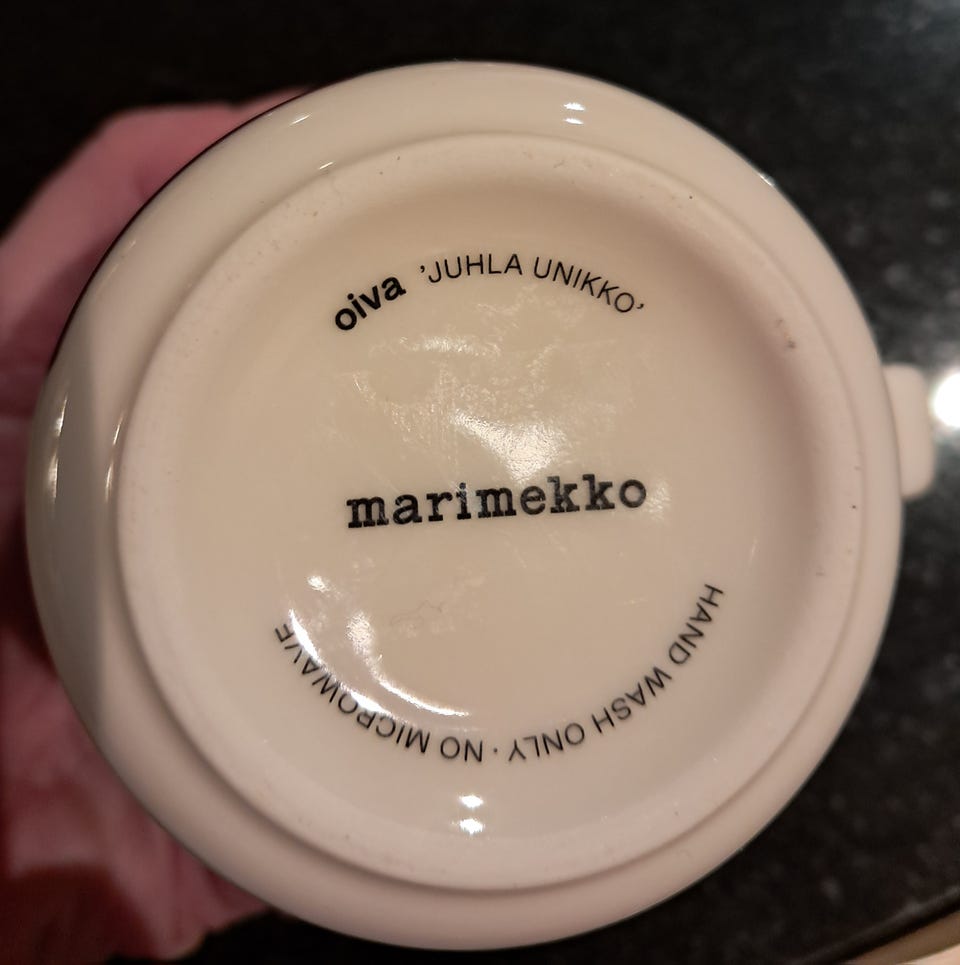 oiva ’JUHLA UNIKKO’
marimekko
HAND WASH ONLY · NO MICROWAVE